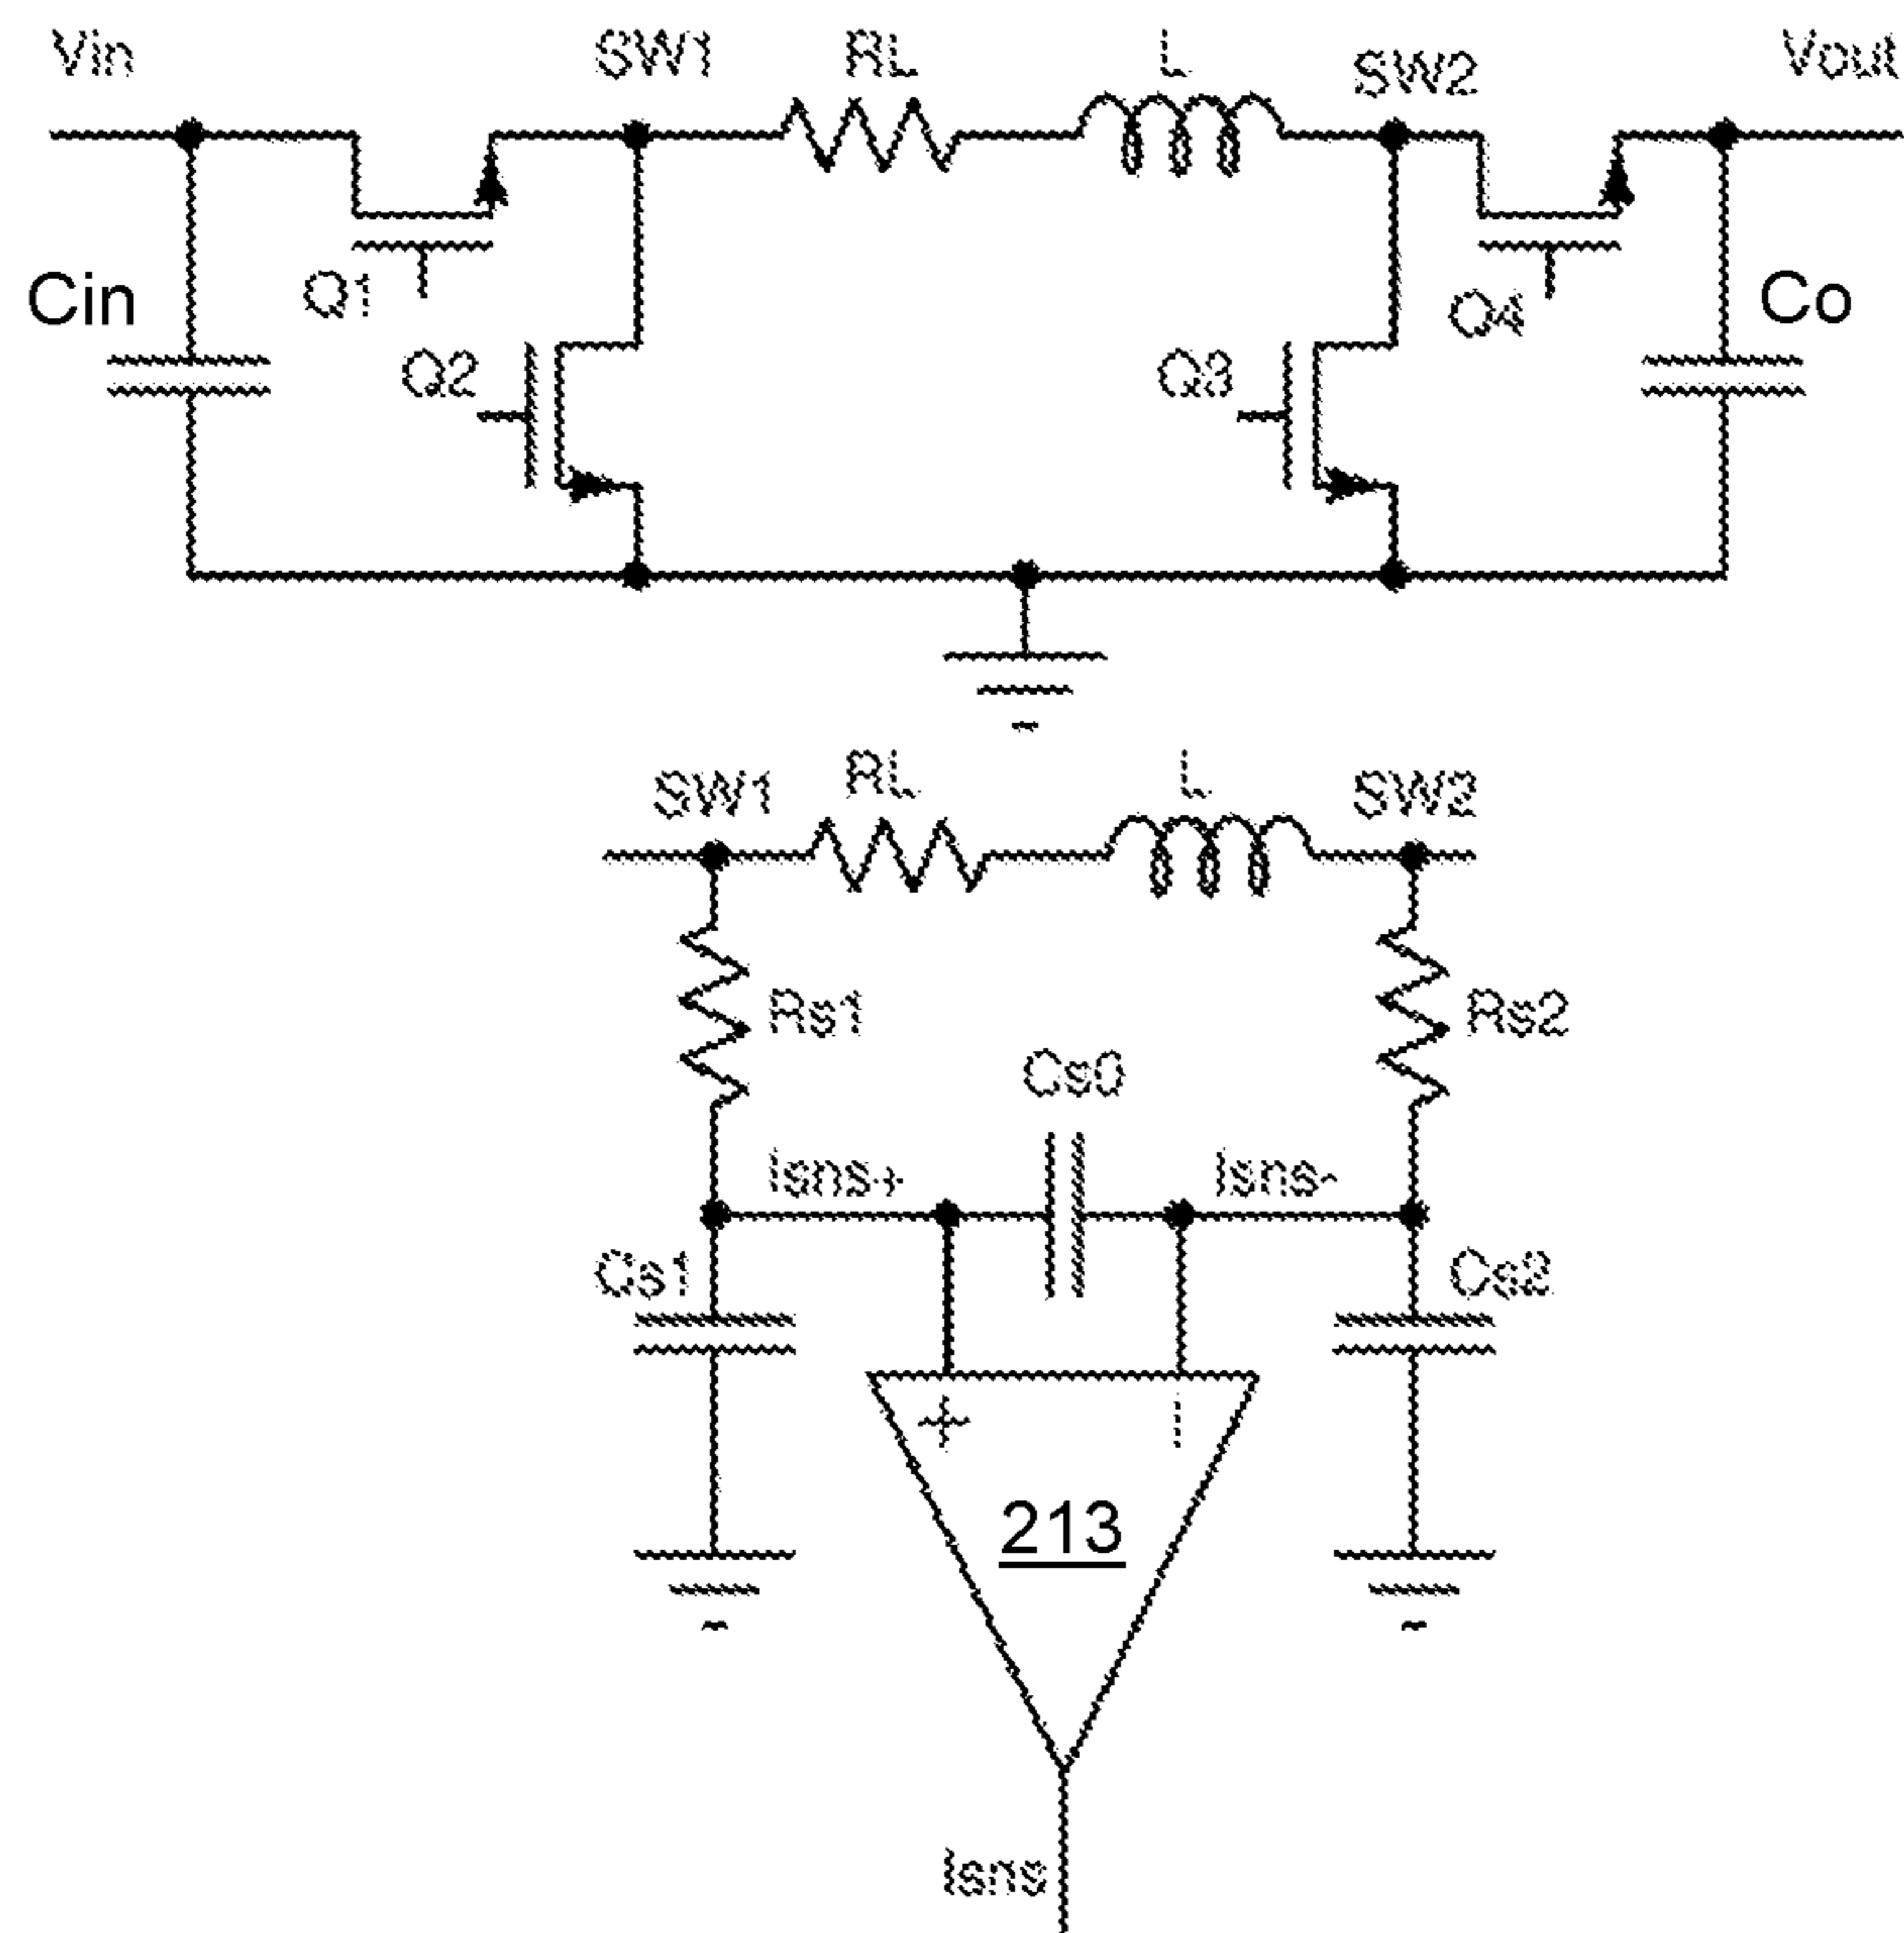 Vin SW1 RL L SW2 Vout
Cin Q1 Q4 Co
Q2 Q3
SW1 RL L SW2
Rs1 Rs2
Cs0
Isns+ Isns-
Cs1 Cs2
+ −
213
Isns